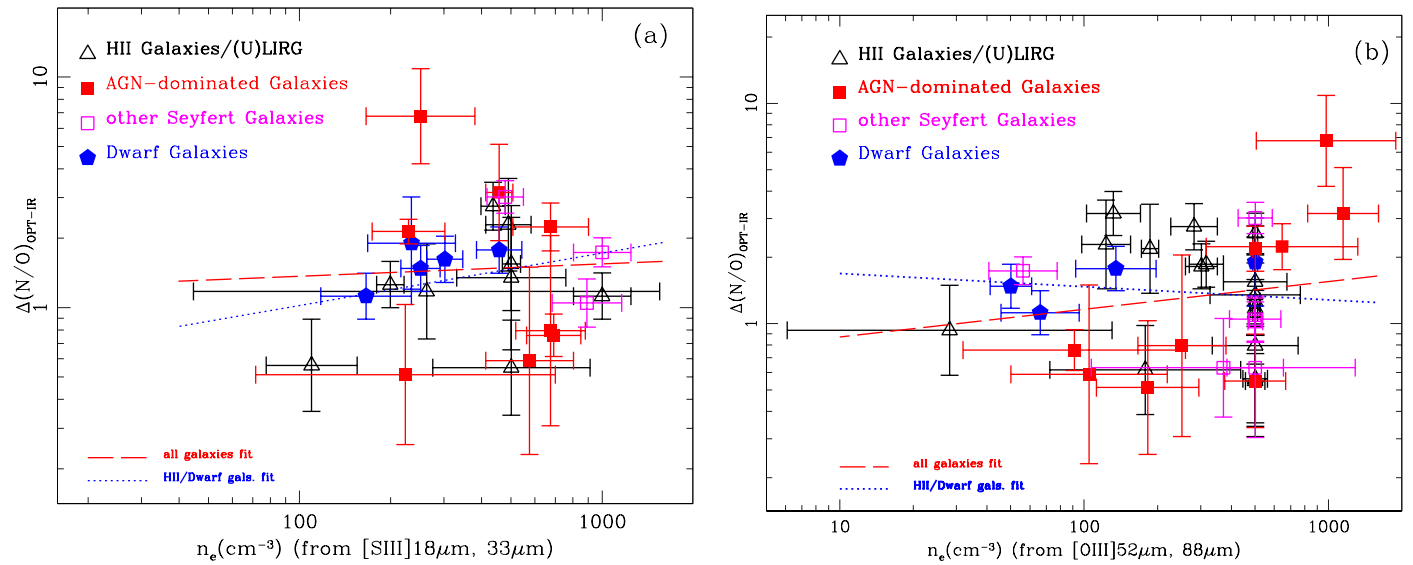 (a)
HII Galaxies/(U)LIRG
AGN-dominated Galaxies
other Seyfert Galaxies
Dwarf Galaxies
10
1
Δ(N/O)OPT-IR
all galaxies fit
HII/Dwarf gals. fit
100
1000
ne(cm⁻³) (from [SIII]18μm, 33μm)
(b)
HII Galaxies/(U)LIRG
AGN-dominated Galaxies
other Seyfert Galaxies
Dwarf Galaxies
10
1
Δ(N/O)OPT-IR
all galaxies fit
HII/Dwarf gals. fit
10
100
1000
ne(cm⁻³) (from [OIII]52μm, 88μm)